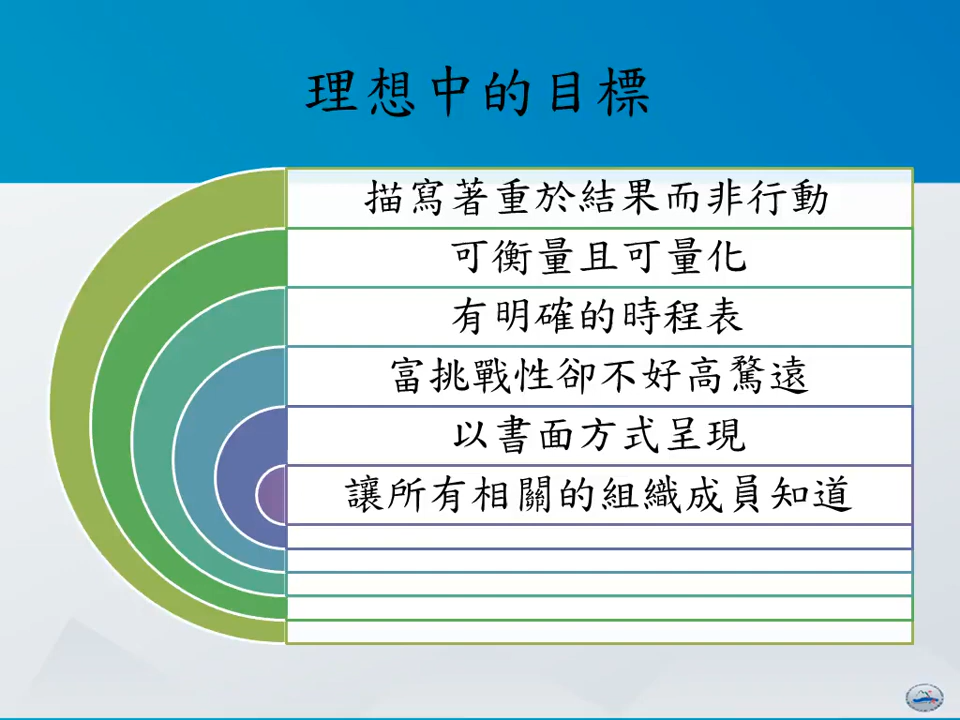 理想中的目標
描寫著重於結果而非行動
可衡量且可量化
有明確的時程表
富挑戰性卻不好高騖遠
以書面方式呈現
讓所有相關的組織成員知道